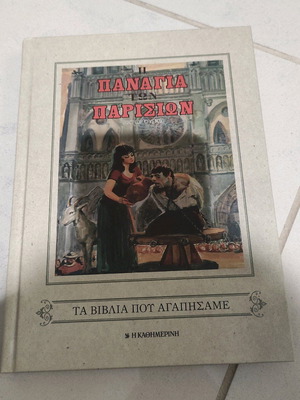 Η
ΠΑΝΑΓΙΑ
ΤΩΝ
ΠΑΡΙΣΙΩΝ
ΤΑ ΒΙΒΛΙΑ ΠΟΥ ΑΓΑΠΗΣΑΜΕ
Η ΚΑΘΗΜΕΡΙΝΗ